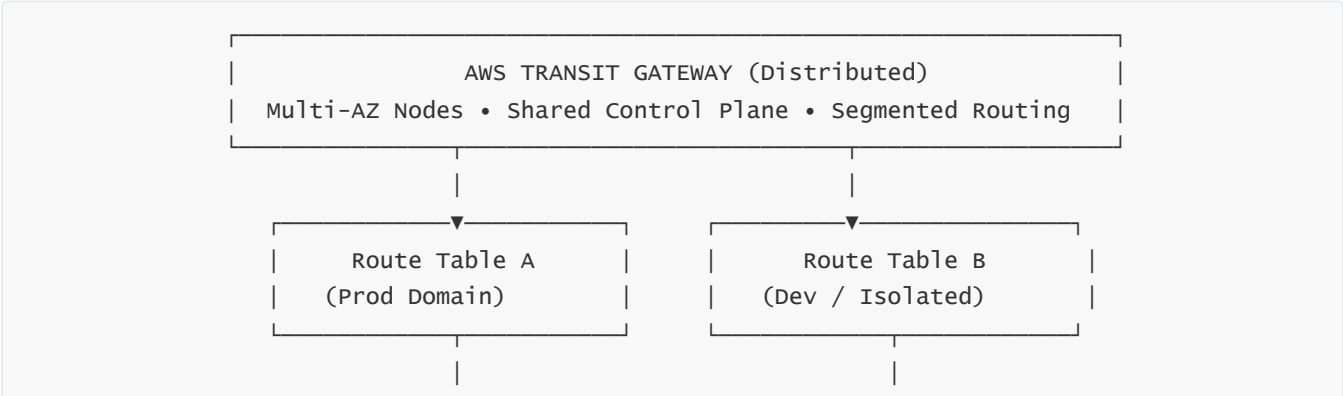 AWS TRANSIT GATEWAY (Distributed)
Multi-AZ Nodes • Shared Control Plane • Segmented Routing
Route Table A Route Table B
(Prod Domain) (Dev / Isolated)